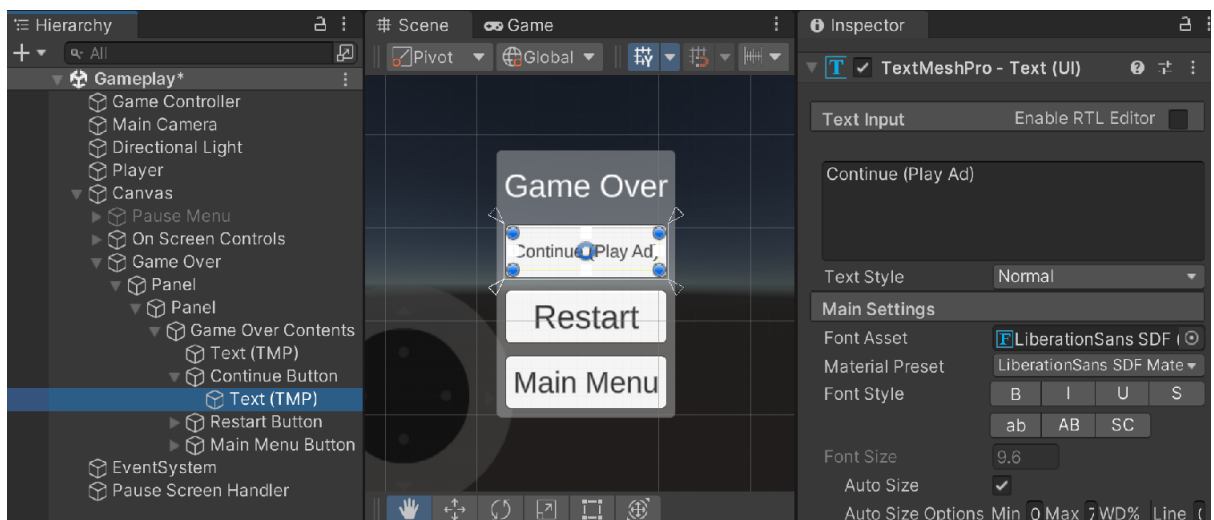 Hierarchy
All
Gameplay*
Game Controller
Main Camera
Directional Light
Player
Canvas
Pause Menu
On Screen Controls
Game Over
Panel
Panel
Game Over Contents
Text (TMP)
Continue Button
Text (TMP)
Restart Button
Main Menu Button
EventSystem
Pause Screen Handler
Scene Game
Pivot Global
Game Over
Continue (Play Ad)
Restart
Main Menu
Inspector
TextMeshPro - Text (UI)
Text Input Enable RTL Editor
Continue (Play Ad)
Text Style Normal
Main Settings
Font Asset F LiberationSans SDF (
Material Preset LiberationSans SDF Mate
Font Style B I U S
ab AB SC
Font Size 9.6
Auto Size
Auto Size Options Min 0 Max 7 WD% Line